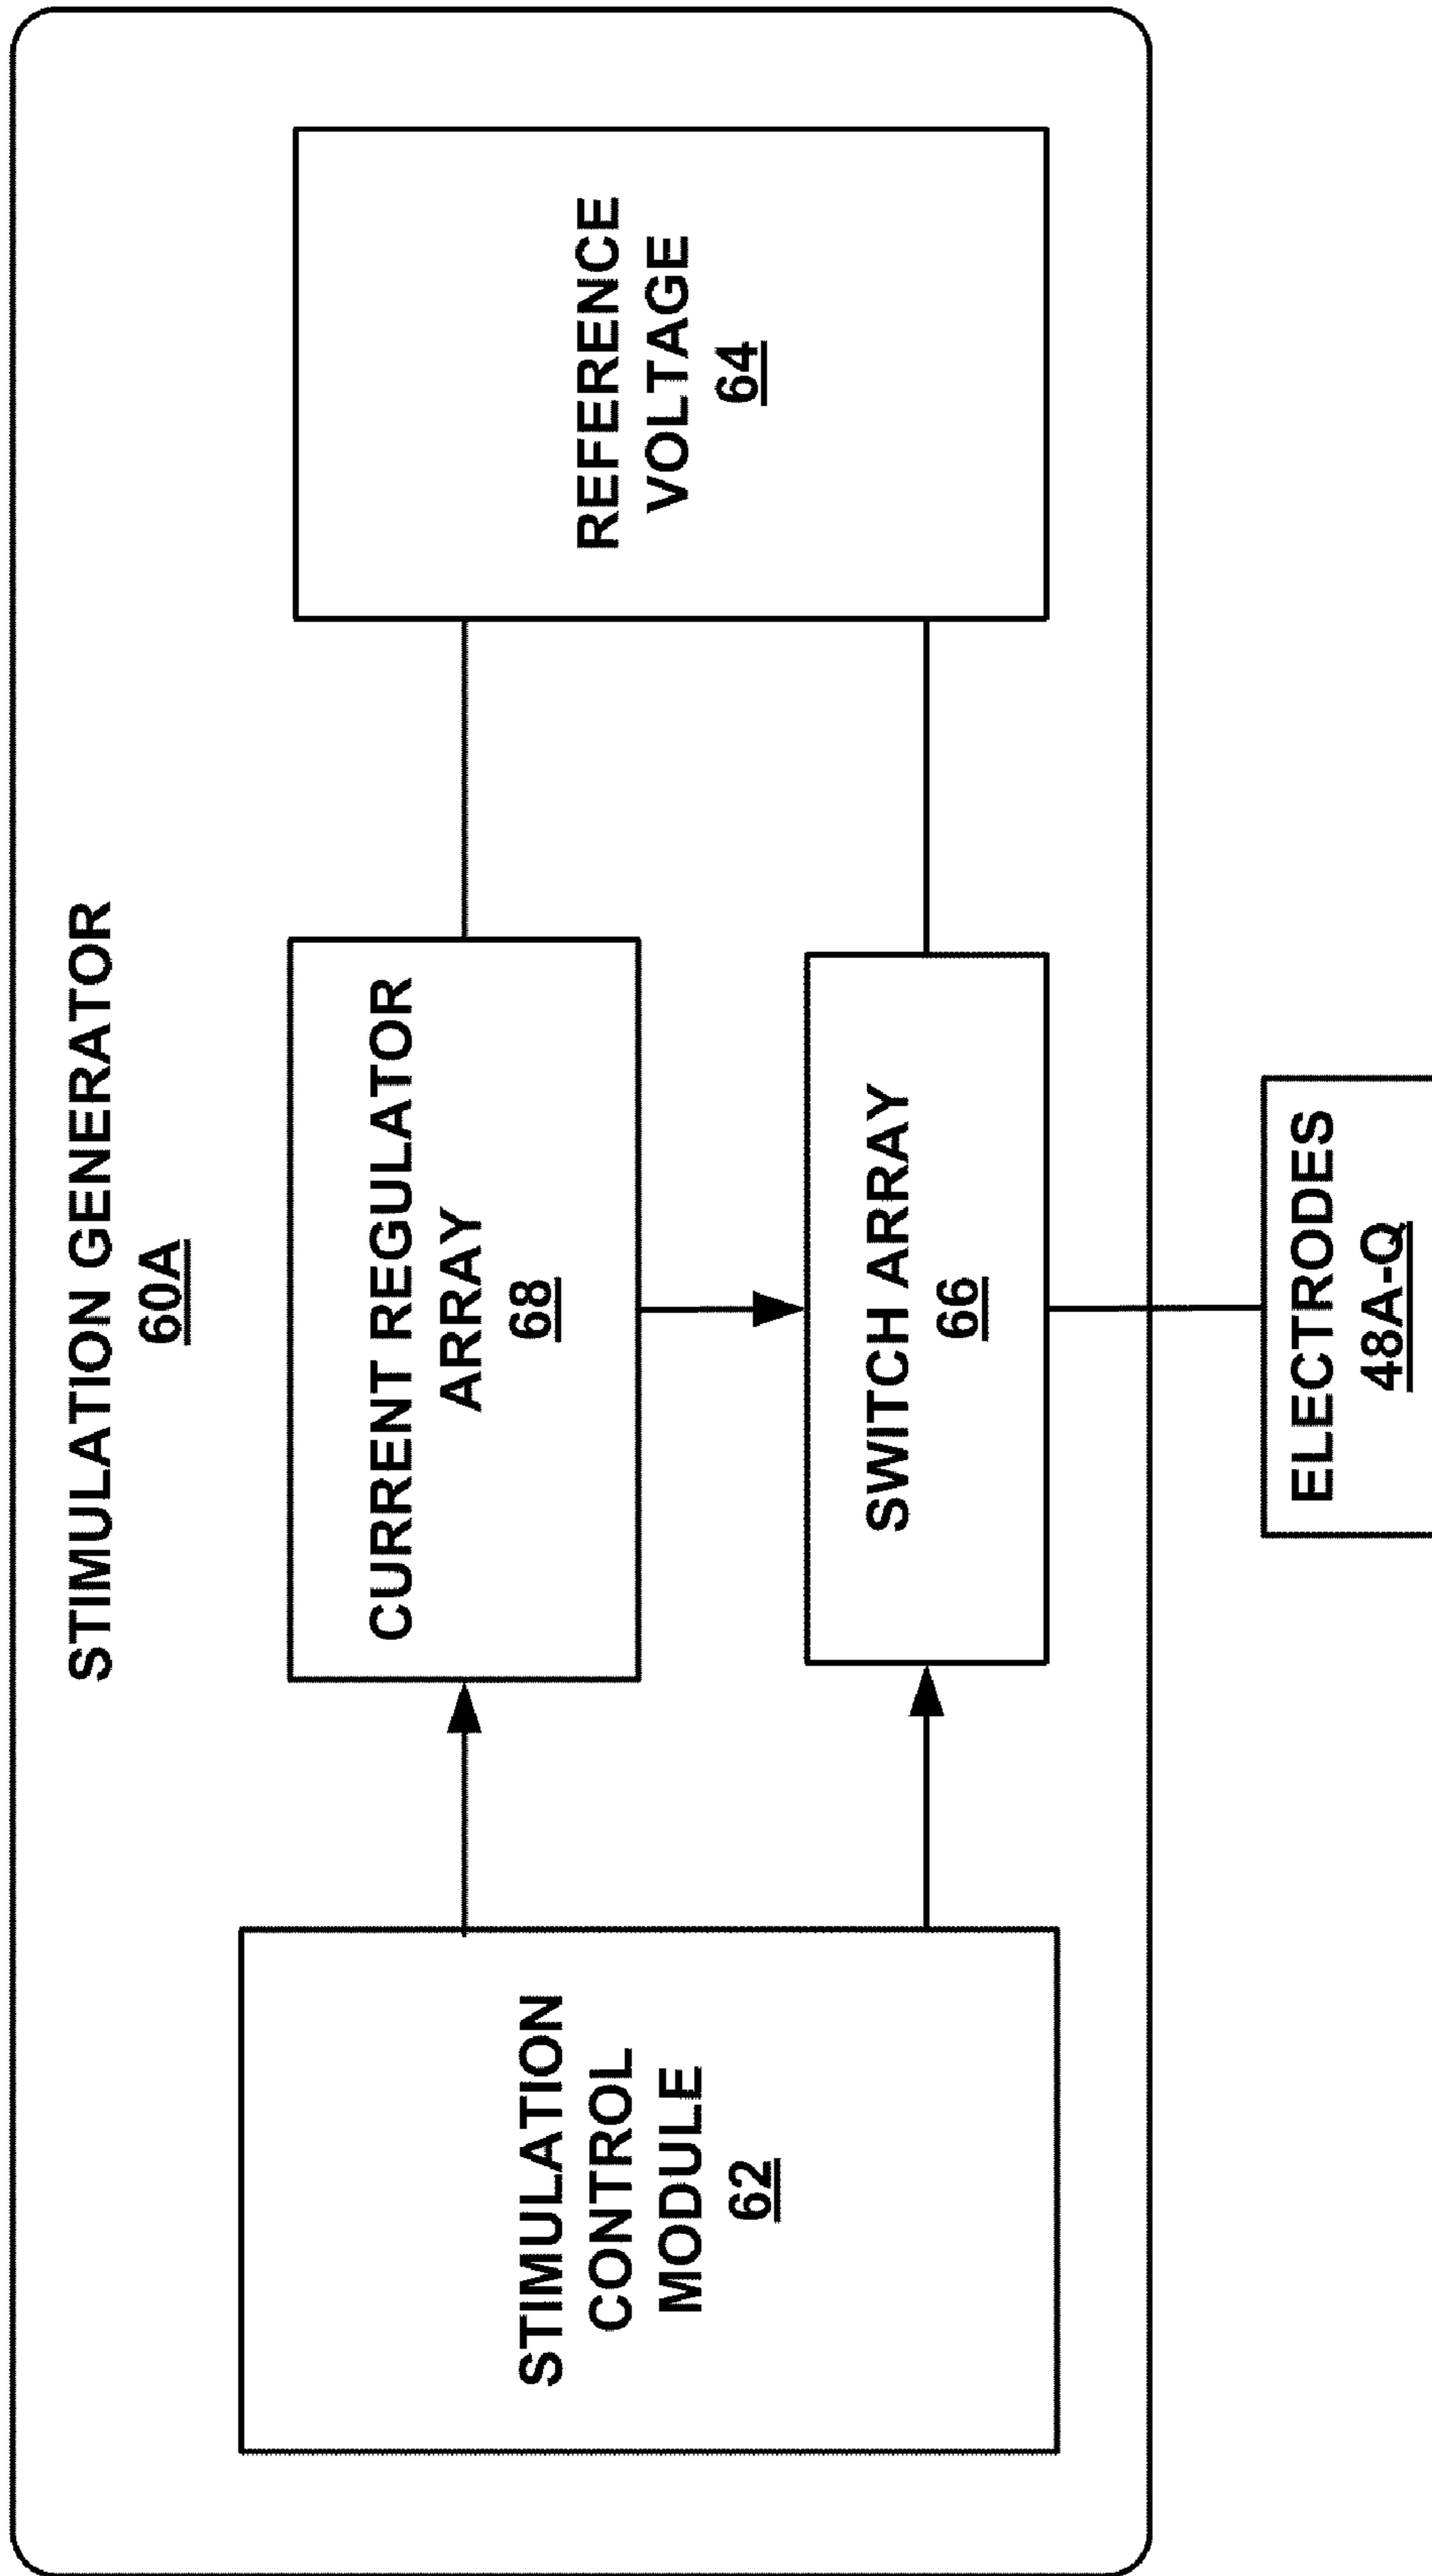 STIMULATION GENERATOR
60A
STIMULATION
CONTROL
MODULE
62
CURRENT REGULATOR
ARRAY
68
SWITCH ARRAY
66
REFERENCE
VOLTAGE
64
ELECTRODES
48A-Q